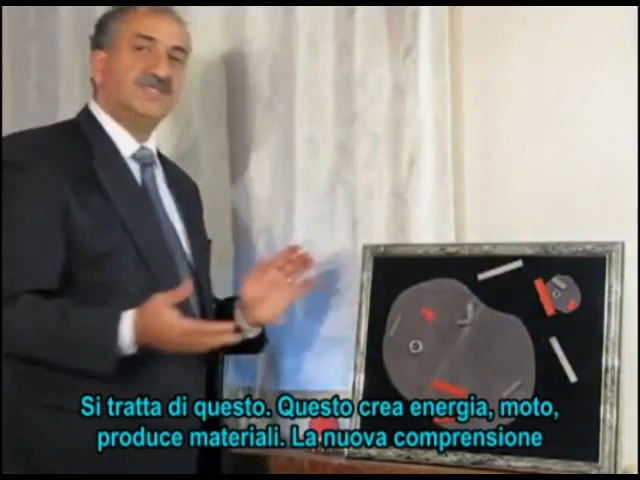 Si tratta di questo. Questo crea energia, moto,
produce materiali. La nuova comprensione